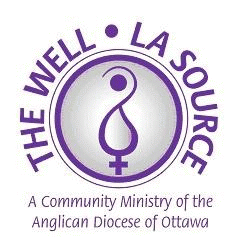 THE WELL • LA SOURCE
A Community Ministry of the
Anglican Diocese of Ottawa